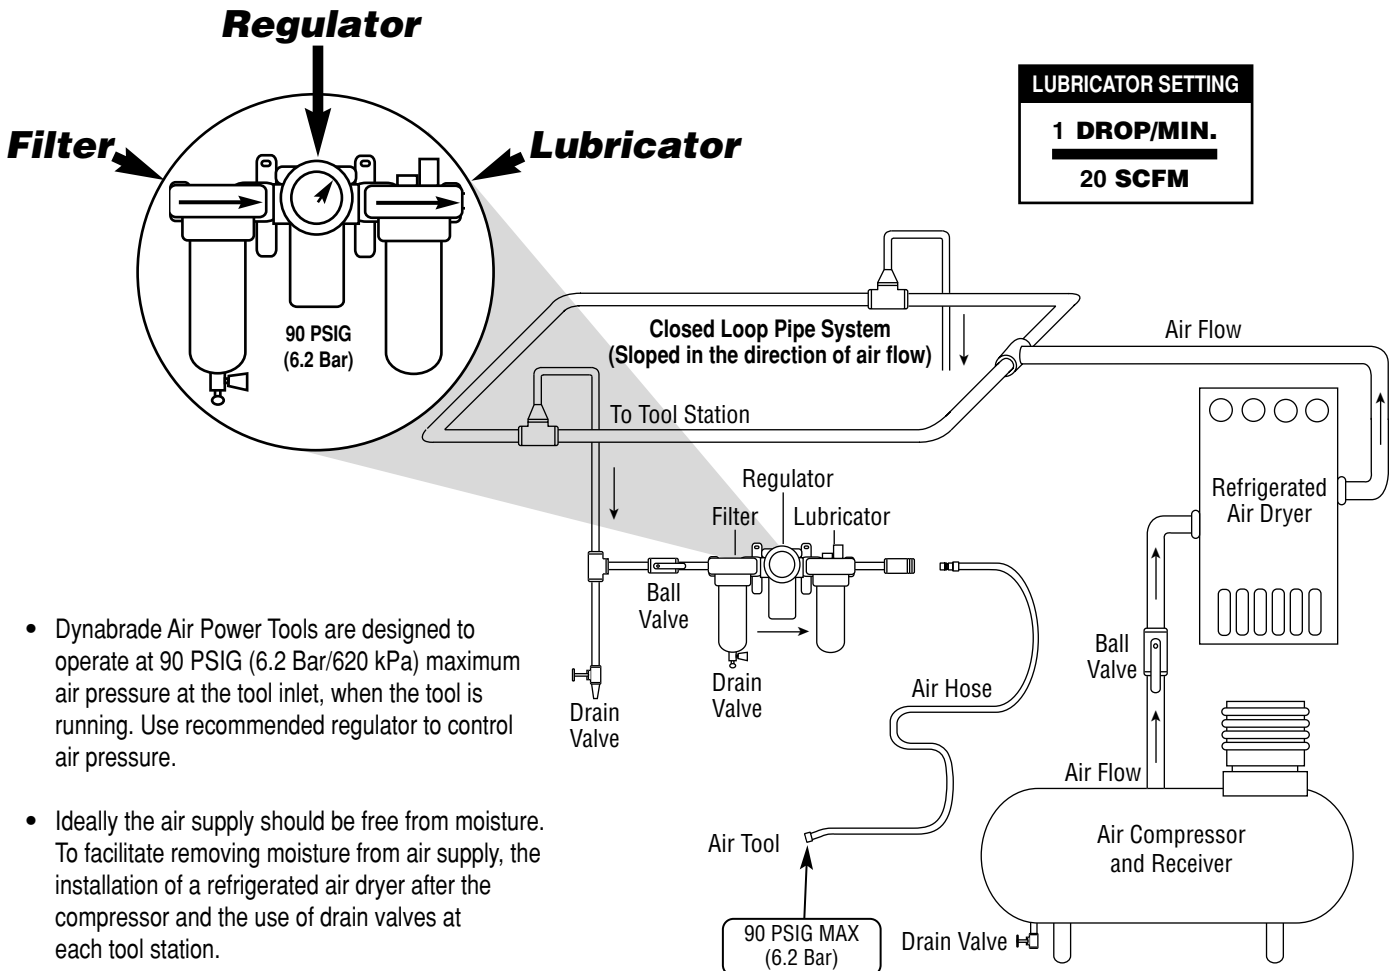 Regulator
Filter
Lubricator
90 PSIG
(6.2 Bar)
LUBRICATOR SETTING
1 DROP/MIN.
20 SCFM
Closed Loop Pipe System
(Sloped in the direction of air flow)
Air Flow
To Tool Station
Refrigerated
Air Dryer
Regulator
Filter
Lubricator
Ball
Valve
Drain
Valve
Drain
Valve
Air Hose
Ball
Valve
Air Flow
Air Tool
90 PSIG MAX
(6.2 Bar)
Air Compressor
and Receiver
Drain Valve
• Dynabrade Air Power Tools are designed to
operate at 90 PSIG (6.2 Bar/620 kPa) maximum
air pressure at the tool inlet, when the tool is
running. Use recommended regulator to control
air pressure.
• Ideally the air supply should be free from moisture.
To facilitate removing moisture from air supply, the
installation of a refrigerated air dryer after the
compressor and the use of drain valves at
each tool station.